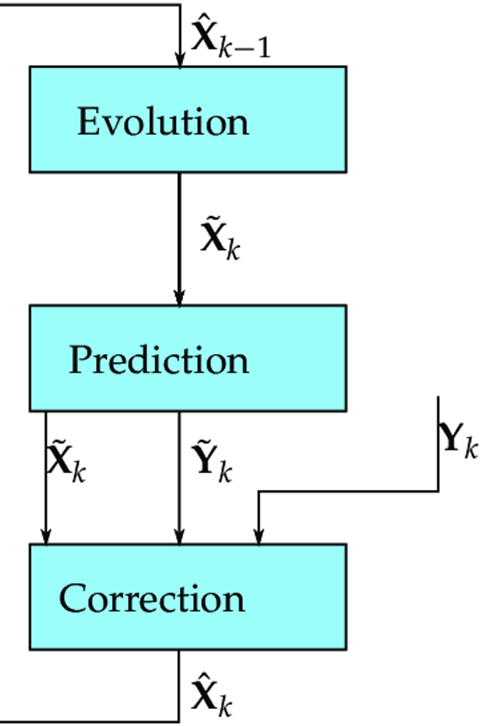 X̂ₖ₋₁
Evolution
X̃ₖ
Prediction
X̃ₖ Ỹₖ Yₖ
Correction
X̂ₖ